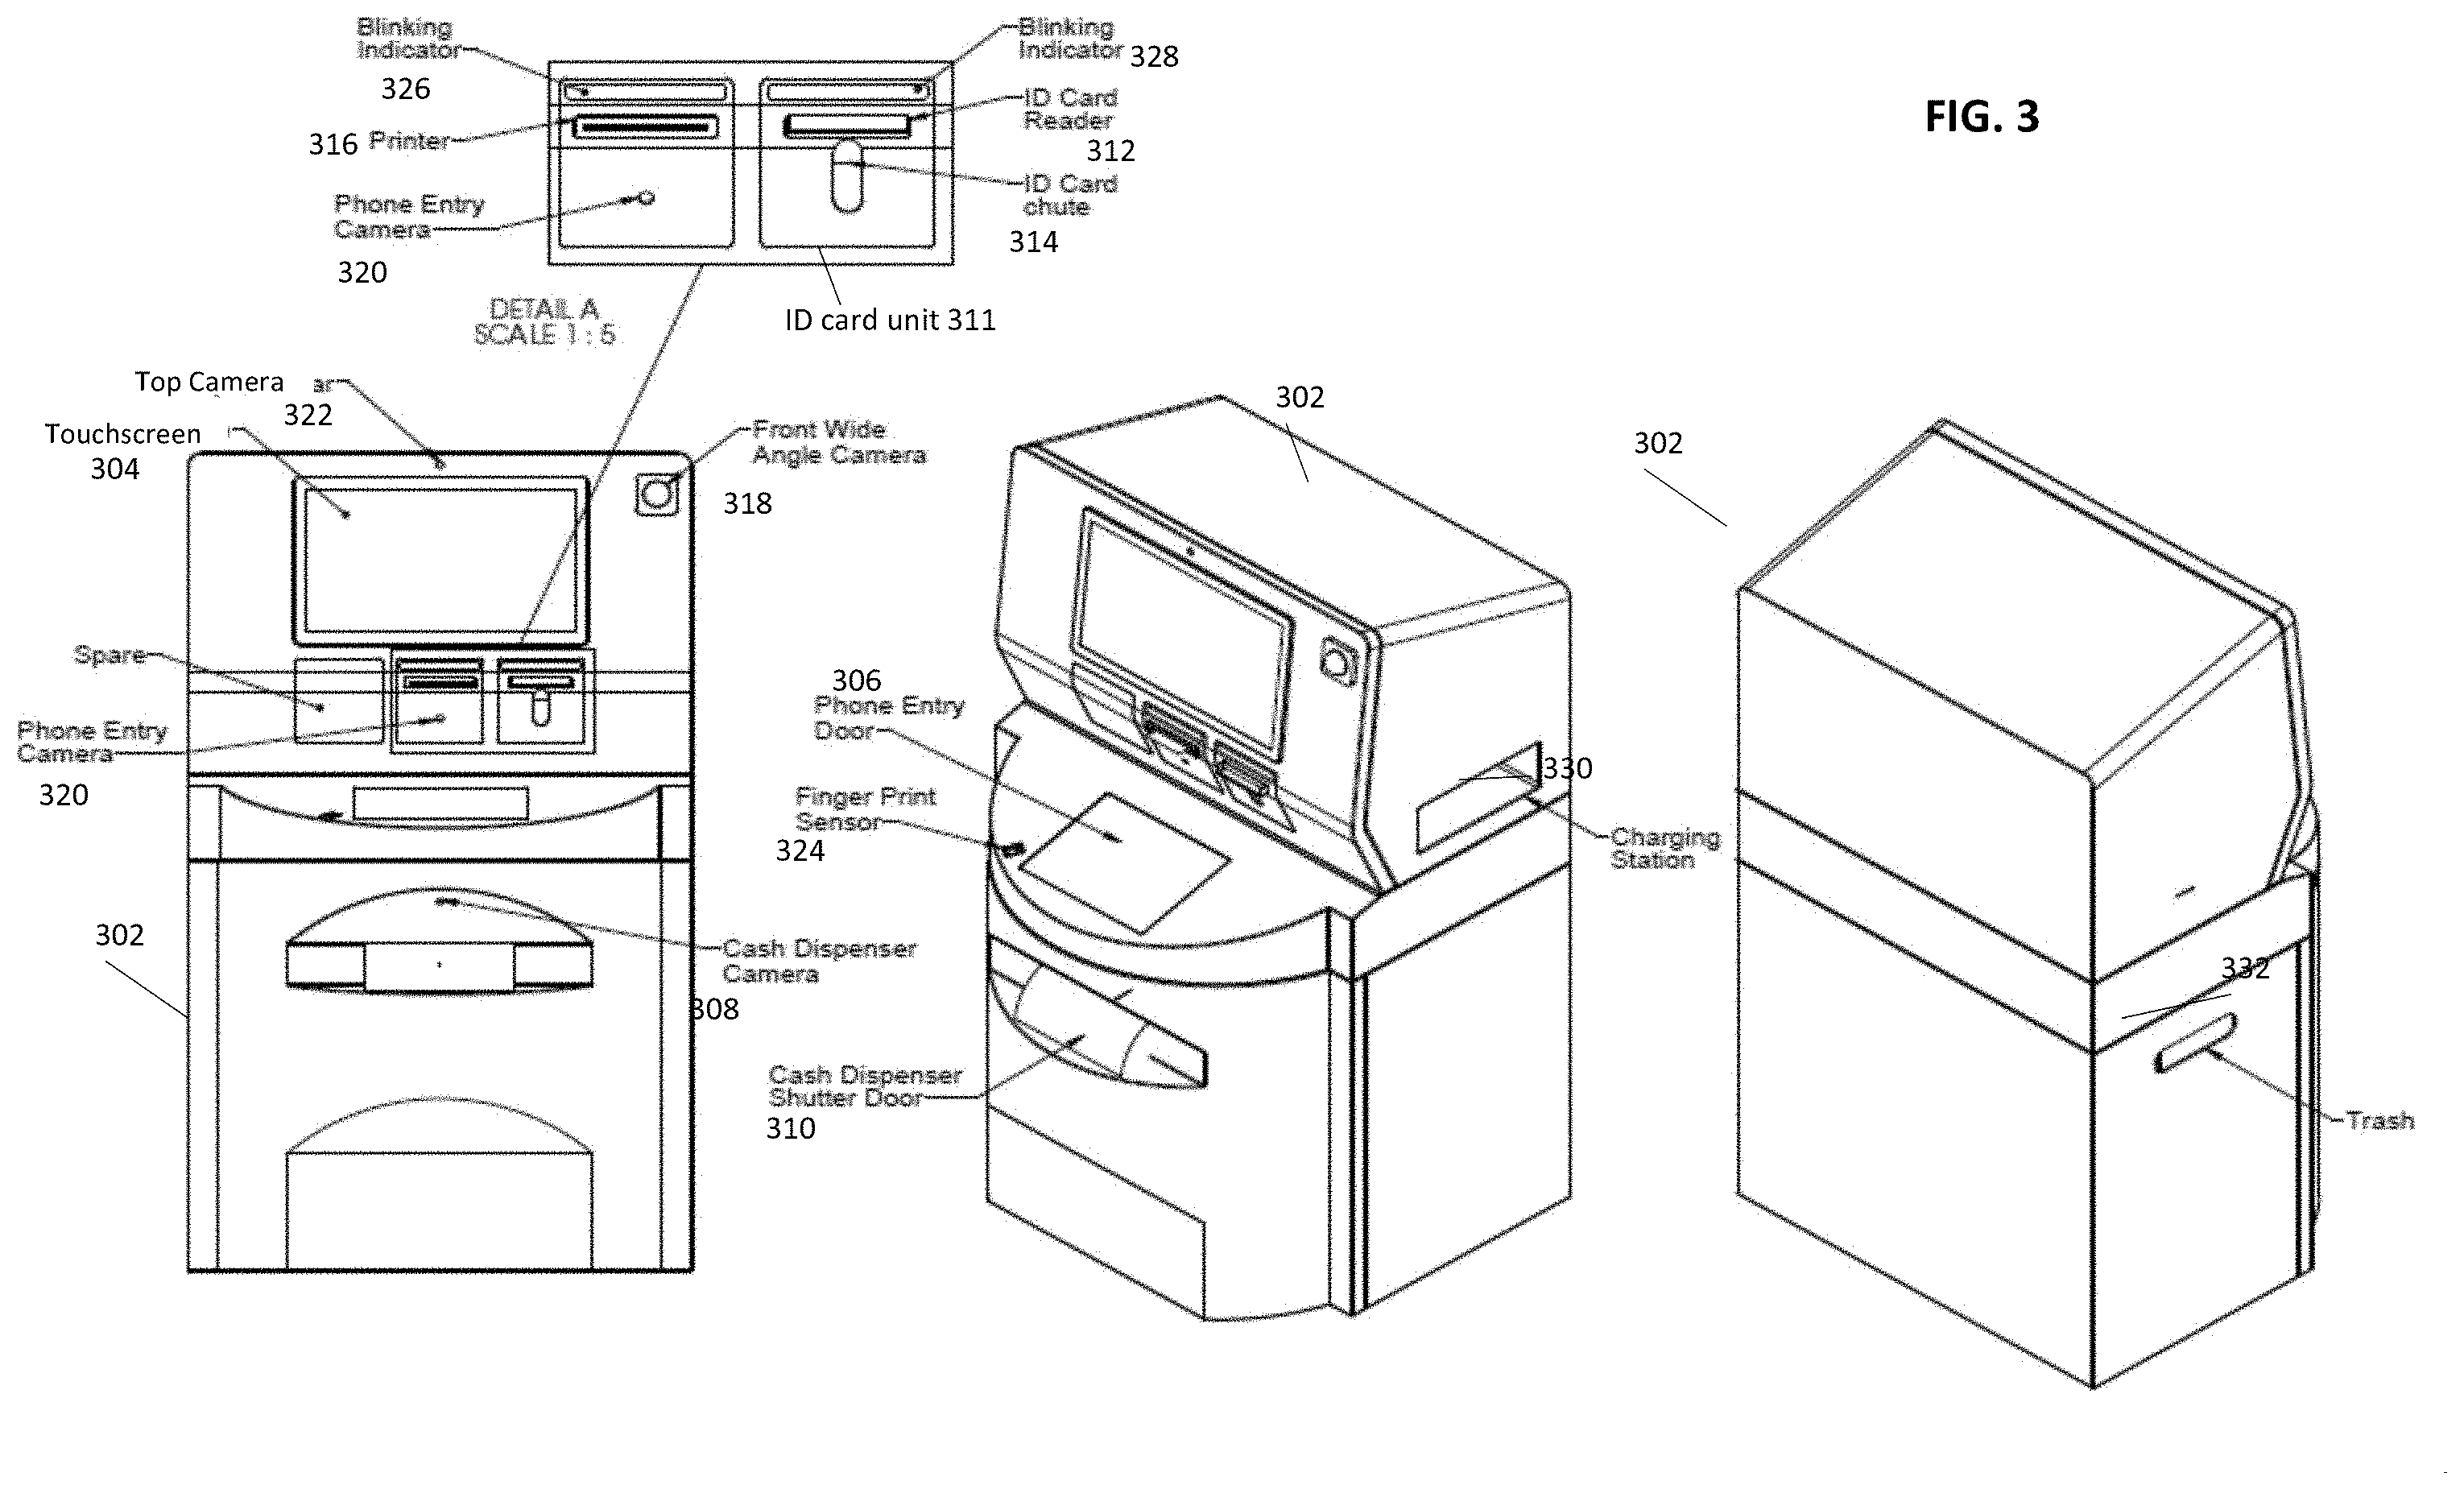 Blinking
Indicator
326
Blinking
Indicator 328
FIG. 3
ID Card
Reader
312
316 Printer
ID Card
chute
314
Phone Entry
Camera
320
DETAIL A
SCALE 1 : 5
ID card unit 311
Top Camera ar
322
Touchscreen
304
Front Wide
Angle Camera
318
302
302
Spare
Phone Entry
Camera
320
306
Phone Entry
Door
Finger Print
Sensor
324
330
Charging
Station
302
Cash Dispenser
Camera
308
332
Cash Dispenser
Shutter Door
310
Trash